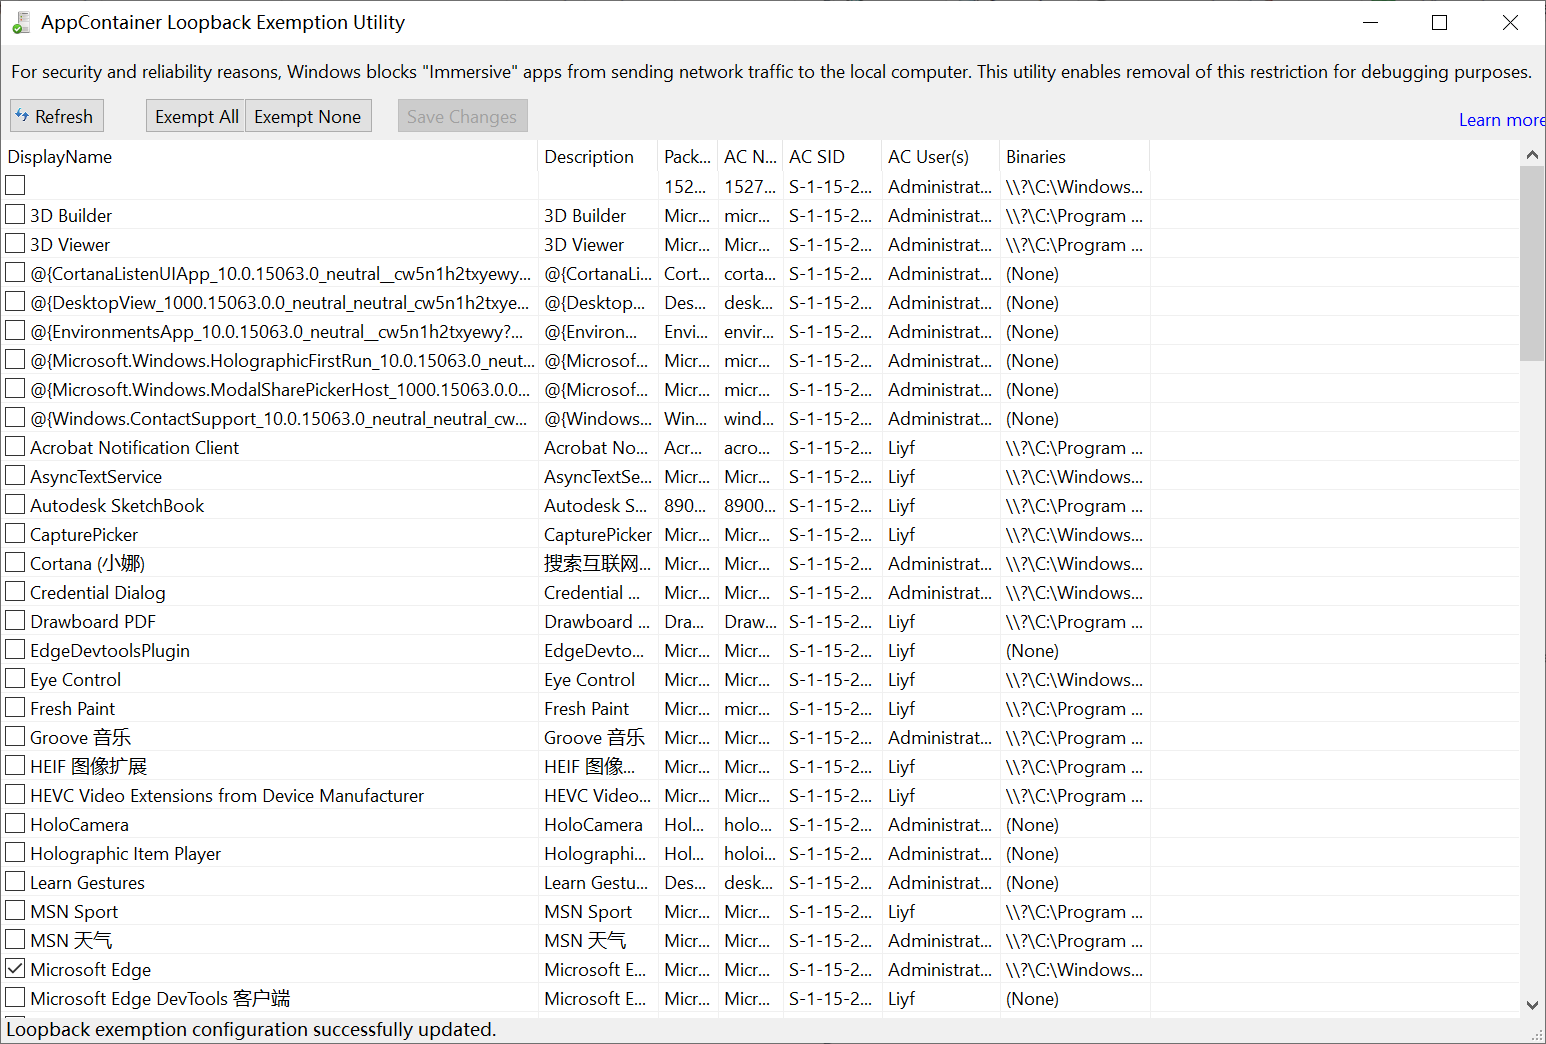 AppContainer Loopback Exemption Utility
For security and reliability reasons, Windows blocks "Immersive" apps from sending network traffic to the local computer. This utility enables removal of this restriction for debugging purposes.
Refresh Exempt All Exempt None Save Changes Learn more
DisplayName Description Pack... AC N... AC SID AC User(s) Binaries
152... 1527... S-1-15-2... Administrat... \\?\C:\Windows...
3D Builder 3D Builder Micr... micr... S-1-15-2... Administrat... \\?\C:\Program ...
3D Viewer 3D Viewer Micr... Micr... S-1-15-2... Administrat... \\?\C:\Program ...
@{CortanaListenUIApp_10.0.15063.0_neutral__cw5n1h2txyewy... @{CortanaLi... Cort... corta... S-1-15-2... Administrat... (None)
@{DesktopView_1000.15063.0.0_neutral_neutral_cw5n1h2txye... @{Desktop... Des... desk... S-1-15-2... Administrat... (None)
@{EnvironmentsApp_10.0.15063.0_neutral__cw5n1h2txyewy?... @{Environ... Envi... envir... S-1-15-2... Administrat... (None)
@{Microsoft.Windows.HolographicFirstRun_10.0.15063.0_neut... @{Microsof... Micr... micr... S-1-15-2... Administrat... (None)
@{Microsoft.Windows.ModalSharePickerHost_1000.15063.0.0... @{Microsof... Micr... micr... S-1-15-2... Administrat... (None)
@{Windows.ContactSupport_10.0.15063.0_neutral_neutral_cw... @{Windows... Win... wind... S-1-15-2... Administrat... (None)
Acrobat Notification Client Acrobat No... Acr... acro... S-1-15-2... Liyf \\?\C:\Program ...
AsyncTextService AsyncTextSe... Micr... Micr... S-1-15-2... Liyf \\?\C:\Windows...
Autodesk SketchBook Autodesk S... 890... 8900... S-1-15-2... Liyf \\?\C:\Program ...
CapturePicker CapturePicker Micr... Micr... S-1-15-2... Liyf \\?\C:\Windows...
Cortana (小娜) 搜索互联网... Micr... Micr... S-1-15-2... Administrat... \\?\C:\Windows...
Credential Dialog Credential ... Micr... Micr... S-1-15-2... Administrat... \\?\C:\Windows...
Drawboard PDF Drawboard ... Dra... Draw... S-1-15-2... Liyf \\?\C:\Program ...
EdgeDevtoolsPlugin EdgeDevto... Micr... Micr... S-1-15-2... Liyf (None)
Eye Control Eye Control Micr... Micr... S-1-15-2... Liyf \\?\C:\Windows...
Fresh Paint Fresh Paint Micr... micr... S-1-15-2... Liyf \\?\C:\Program ...
Groove 音乐 Groove 音乐 Micr... Micr... S-1-15-2... Administrat... \\?\C:\Program ...
HEIF 图像扩展 HEIF 图像... Micr... Micr... S-1-15-2... Liyf \\?\C:\Program ...
HEVC Video Extensions from Device Manufacturer HEVC Video... Micr... Micr... S-1-15-2... Liyf \\?\C:\Program ...
HoloCamera HoloCamera Hol... holo... S-1-15-2... Administrat... (None)
Holographic Item Player Holographi... Hol... holoi... S-1-15-2... Administrat... (None)
Learn Gestures Learn Gestu... Des... desk... S-1-15-2... Administrat... (None)
MSN Sport MSN Sport Micr... Micr... S-1-15-2... Liyf \\?\C:\Program ...
MSN 天气 MSN 天气 Micr... Micr... S-1-15-2... Administrat... \\?\C:\Program ...
Microsoft Edge Microsoft E... Micr... Micr... S-1-15-2... Administrat... \\?\C:\Windows...
Microsoft Edge DevTools 客户端 Microsoft E... Micr... Micr... S-1-15-2... Liyf (None)
Loopback exemption configuration successfully updated.